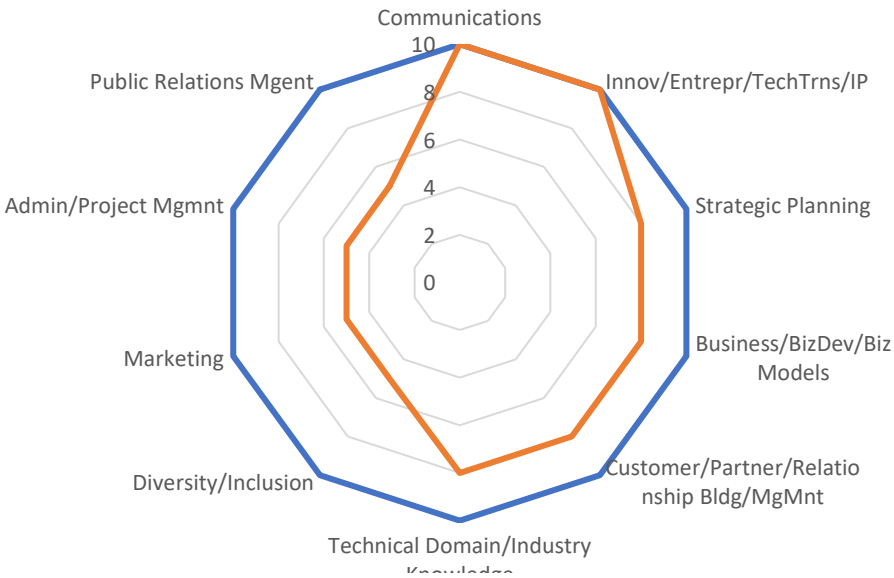 Communications
10
Public Relations Mgent
Innov/Entrepr/TechTrns/IP
8
6
Admin/Project Mgmnt
Strategic Planning
4
2
0
Marketing
Business/BizDev/Biz
Models
Diversity/Inclusion
Customer/Partner/Relatio
nship Bldg/MgMnt
Technical Domain/Industry
Knowledge